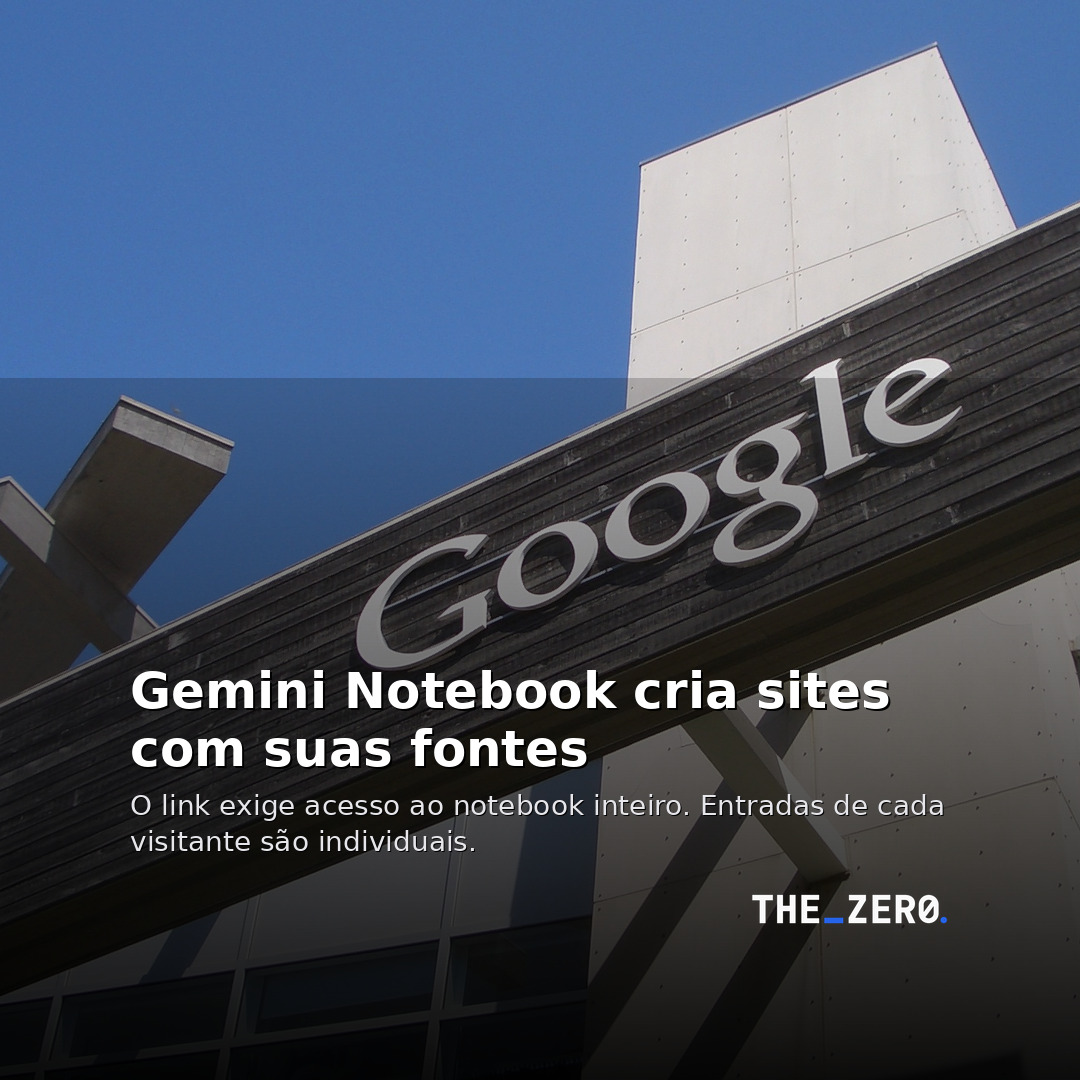 Google
Gemini Notebook cria sites
com suas fontes
O link exige acesso ao notebook inteiro. Entradas de cada
visitante são individuais.
THE_ZERO.